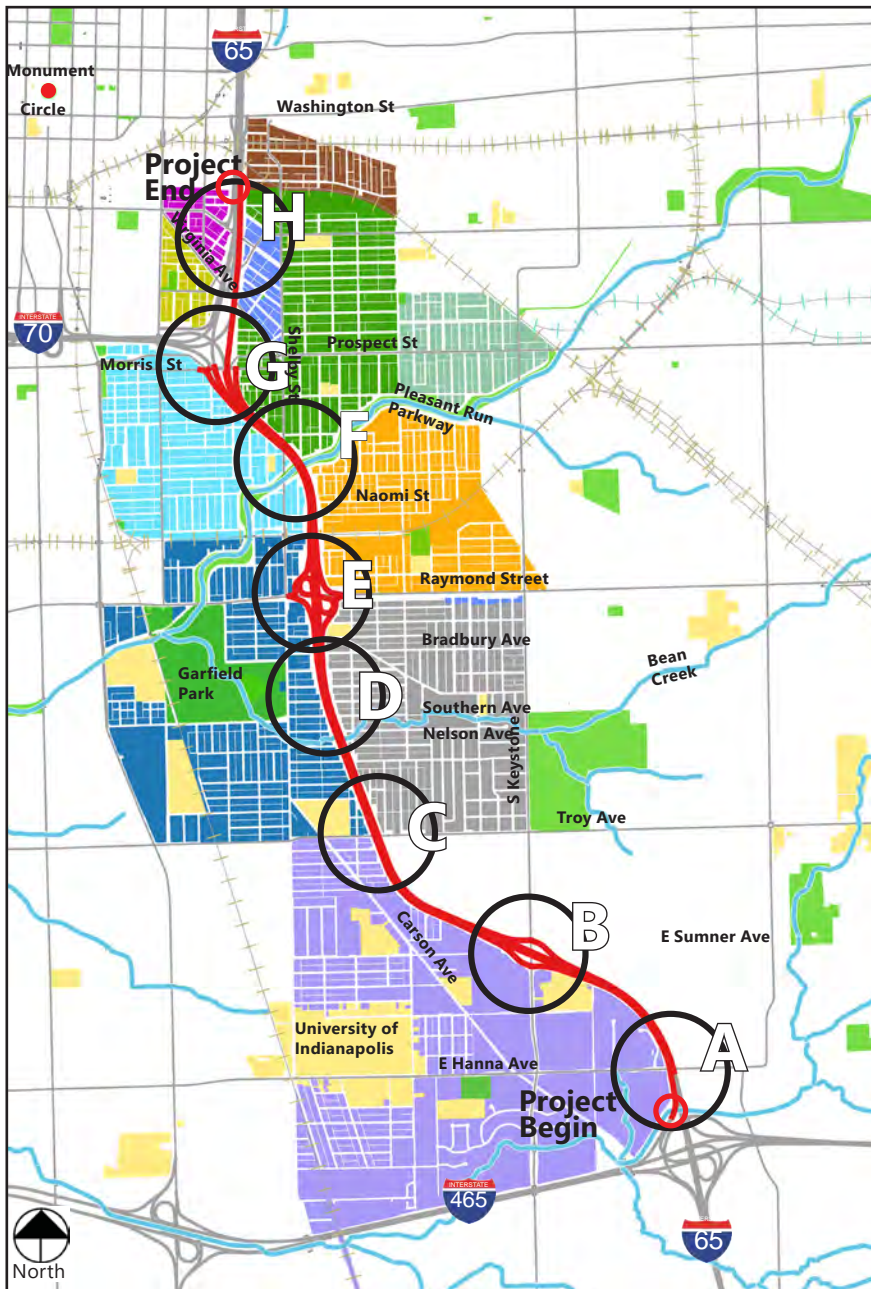 65
Monument
Circle
Washington St
Project
End
H
Virginia Ave
INTERSTATE
70
Shelby St
Prospect St
Morris St
G
Pleasant Run
Parkway
F
Naomi St
E
Raymond Street
Bradbury Ave
Bean
Creek
Garfield
Park
D
Southern Ave
Nelson Ave
S Keystone
C
Troy Ave
B
E Sumner Ave
Carson Ave
University of
Indianapolis
A
E Hanna Ave
Project
Begin
INTERSTATE
465
65
North